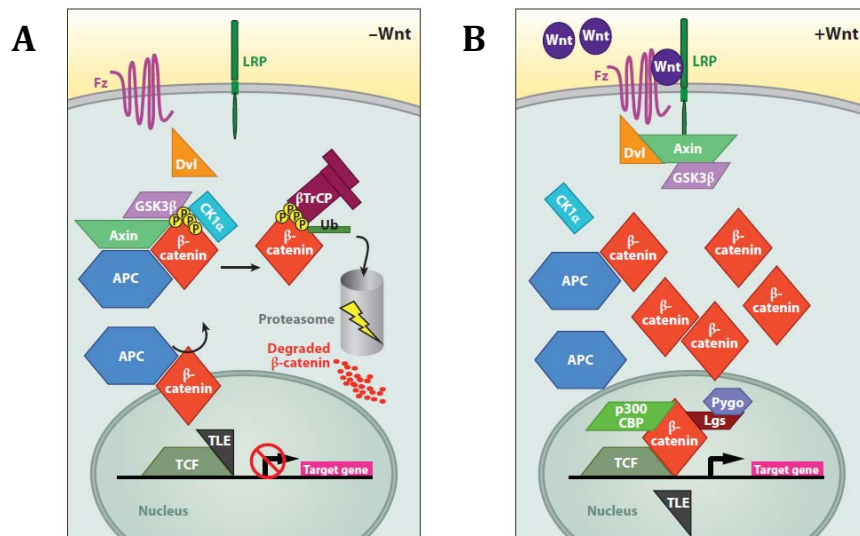 A
–Wnt
LRP
Fz
Dvl
GSK3β
CK1α
P P P P P
Axin
β-
catenin
APC
βTrCP
P P P P P
Ub
β-
catenin
Proteasome
Degraded
β-catenin
APC
β-
catenin
TLE
TCF
Target gene
Nucleus
B
Wnt
Wnt
+Wnt
Fz
Wnt
LRP
Dvl
Axin
GSK3β
CK1α
β-
catenin
APC
β-
catenin
β-
catenin
β-
catenin
β-
catenin
APC
p300
CBP
Pygo
Lgs
β-
catenin
TCF
Target gene
TLE
Nucleus